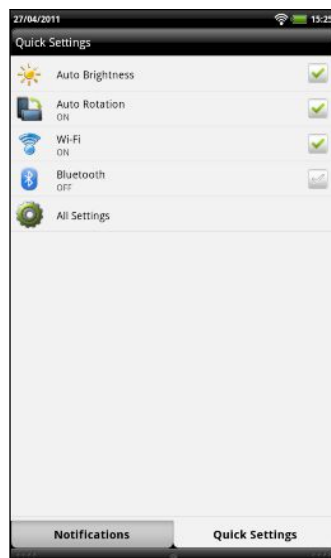 27/04/2011 15:25
Quick Settings
Auto Brightness
Auto Rotation
ON
Wi-Fi
ON
Bluetooth
OFF
All Settings
Notifications Quick Settings